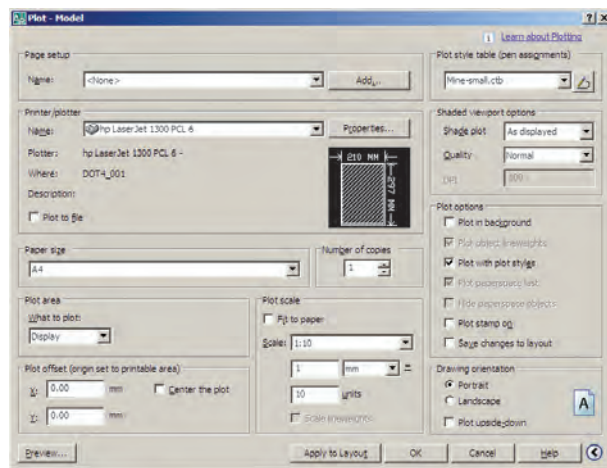 Plot - Model
Learn about Plotting
Page setup
Name: <None> Add...
Plot style table (pen assignments)
Mine-small.ctb
Printer/plotter
Name: hp LaserJet 1300 PCL 6 Properties...
Plotter: hp LaserJet 1300 PCL 6 -
Where: DOT4_001
Description:
Plot to file
210 MM
297 MM
Shaded viewport options
Shade plot As displayed
Quality Normal
DPI
Paper size
A4
Number of copies
1
Plot options
Plot in background
Plot object lineweights
Plot with plot styles
Plot paperspace last
Hide paperspace objects
Plot stamp on
Save changes to layout
Plot area
What to plot:
Display
Plot scale
Fit to paper
Scale: 1:10
1 mm =
10 units
Scale lineweights
Plot offset (origin set to printable area)
X: 0.00 mm Center the plot
Y: 0.00 mm
Drawing orientation
Portrait
Landscape
Plot upside-down
A
Preview... Apply to Layout OK Cancel Help